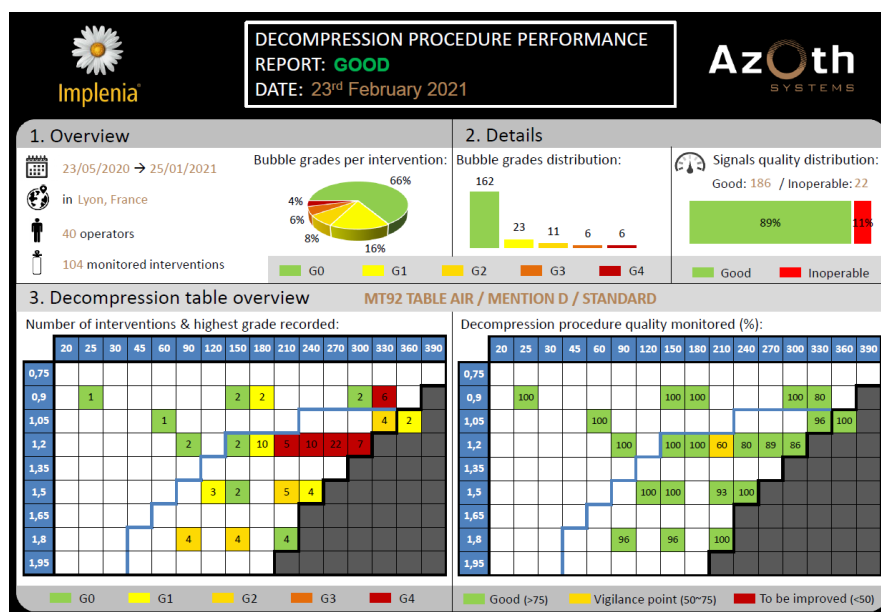 Implenia
DECOMPRESSION PROCEDURE PERFORMANCE
REPORT: GOOD
DATE: 23rd February 2021
AzOth
SYSTEMS
1. Overview
23/05/2020 → 25/01/2021
in Lyon, France
40 operators
104 monitored interventions
Bubble grades per intervention:
66%
4%
6%
8%
16%
2. Details
Bubble grades distribution:
162
23
11
6
6
G0 G1 G2 G3 G4
Signals quality distribution:
Good: 186 / Inoperable: 22
89% 11%
Good Inoperable
3. Decompression table overview MT92 TABLE AIR / MENTION D / STANDARD
Number of interventions & highest grade recorded:
20 25 30 45 60 90 120 150 180 210 240 270 300 330 360 390
0,75
0,9 1 2 2 2 6
1,05 1 4 2
1,2 2 2 10 5 10 22 7
1,35
1,5 3 2 5 4
1,65
1,8 4 4 4
1,95
G0 G1 G2 G3 G4
Decompression procedure quality monitored (%):
20 25 30 45 60 90 120 150 180 210 240 270 300 330 360 390
0,75
0,9 100 100 100 100 80
1,05 100 96 100
1,2 100 100 100 60 80 89 86
1,35
1,5 100 100 93 100
1,65
1,8 96 96 100
1,95
Good (>75) Vigilance point (50~75) To be improved (<50)